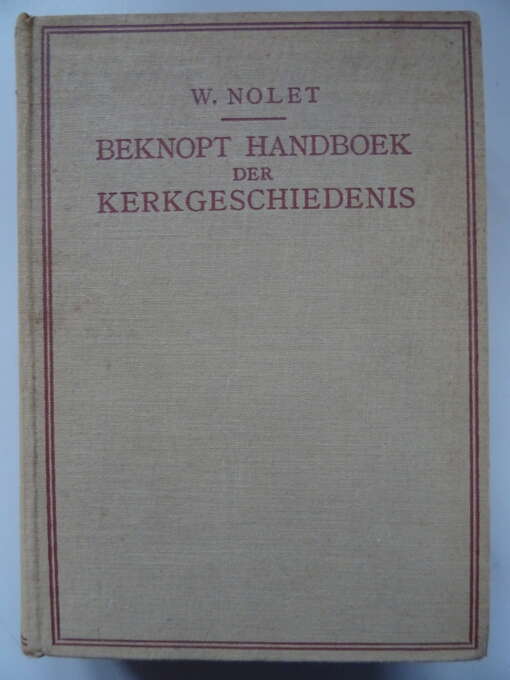 W. NOLET
BEKNOPT HANDBOEK
DER
KERKGESCHIEDENIS